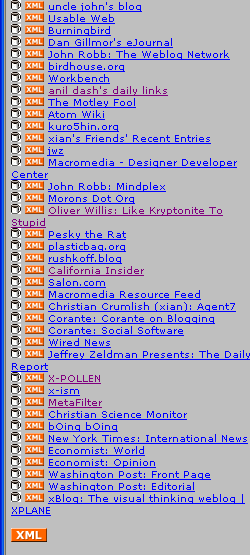 XML uncle john's blog
XML Usable Web
XML Burningbird
XML Dan Gillmor's eJournal
XML John Robb: The Weblog Network
XML birdhouse.org
XML Workbench
XML anil dash's daily links
XML The Motley Fool
XML Atom Wiki
XML kuro5hin.org
XML xian's Friends' Recent Entries
XML jwz
XML Macromedia - Designer Developer
Center
XML John Robb: Mindplex
XML Morons Dot Org
XML Oliver Willis: Like Kryptonite To
Stupid
XML Pesky the Rat
XML plasticbag.org
XML rushkoff.blog
XML California Insider
XML Salon.com
XML Macromedia Resource Feed
XML Christian Crumlish (xian): Agent7
XML Corante: Corante on Blogging
XML Corante: Social Software
XML Wired News
XML Jeffrey Zeldman Presents: The Daily
Report
XML X-POLLEN
XML x-ism
XML MetaFilter
XML Christian Science Monitor
XML bOing bOing
XML New York Times: International News
XML Economist: World
XML Economist: Opinion
XML Washington Post: Front Page
XML Washington Post: Editorial
XML xBlog: The visual thinking weblog |
XPLANE
XML